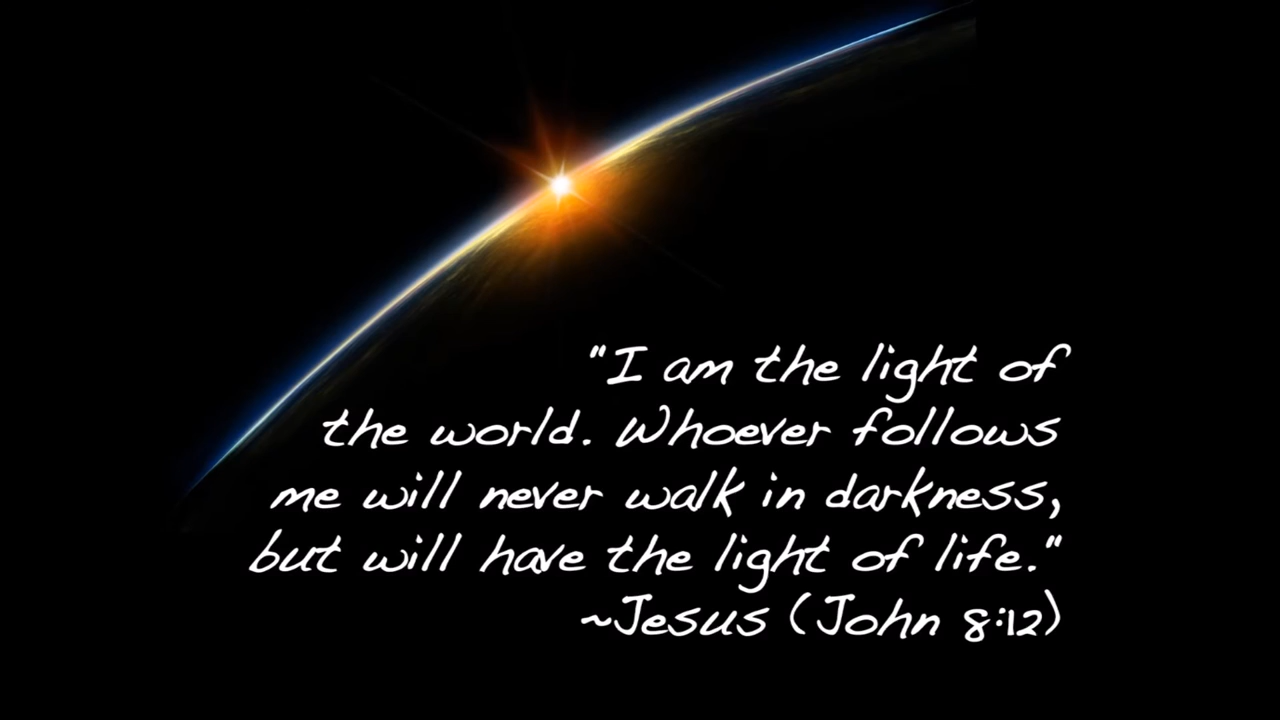 "I am the light of
the world. Whoever follows
me will never walk in darkness,
but will have the light of life."
~Jesus (John 8:12)